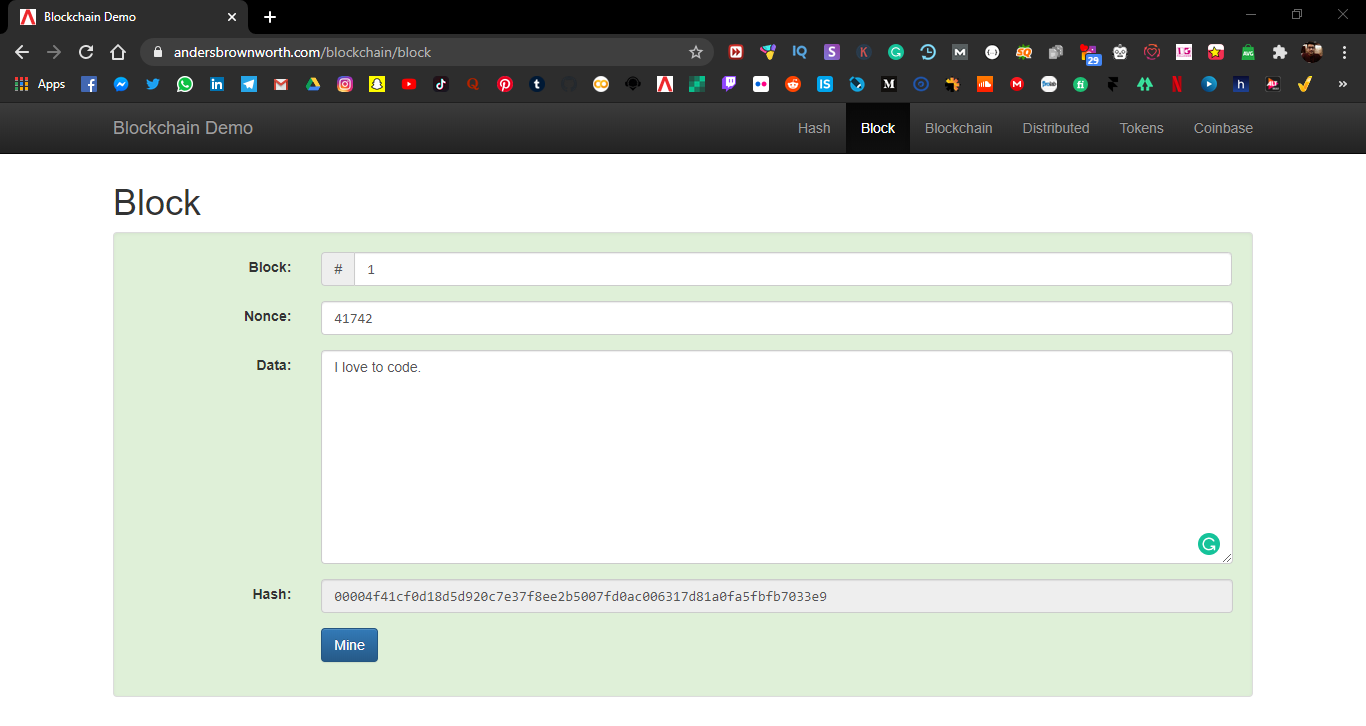 Blockchain Demo
andersbrownworth.com/blockchain/block
29
Apps
Blockchain Demo Hash Block Blockchain Distributed Tokens Coinbase
Block
Block: # 1
Nonce: 41742
Data: I love to code.
Hash: 00004f41cf0d18d5d920c7e37f8ee2b5007fd0ac006317d81a0fa5fbfb7033e9
Mine